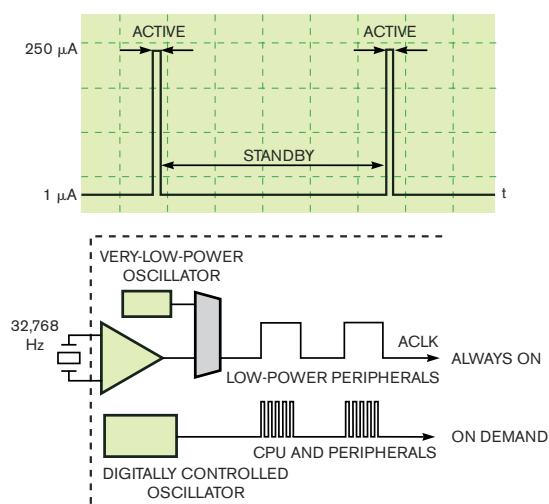 ACTIVE ACTIVE
250 µA
STANDBY
1 µA t
VERY-LOW-POWER
OSCILLATOR
32,768
Hz
ACLK
ALWAYS ON
LOW-POWER PERIPHERALS
ON DEMAND
CPU AND PERIPHERALS
DIGITALLY CONTROLLED
OSCILLATOR